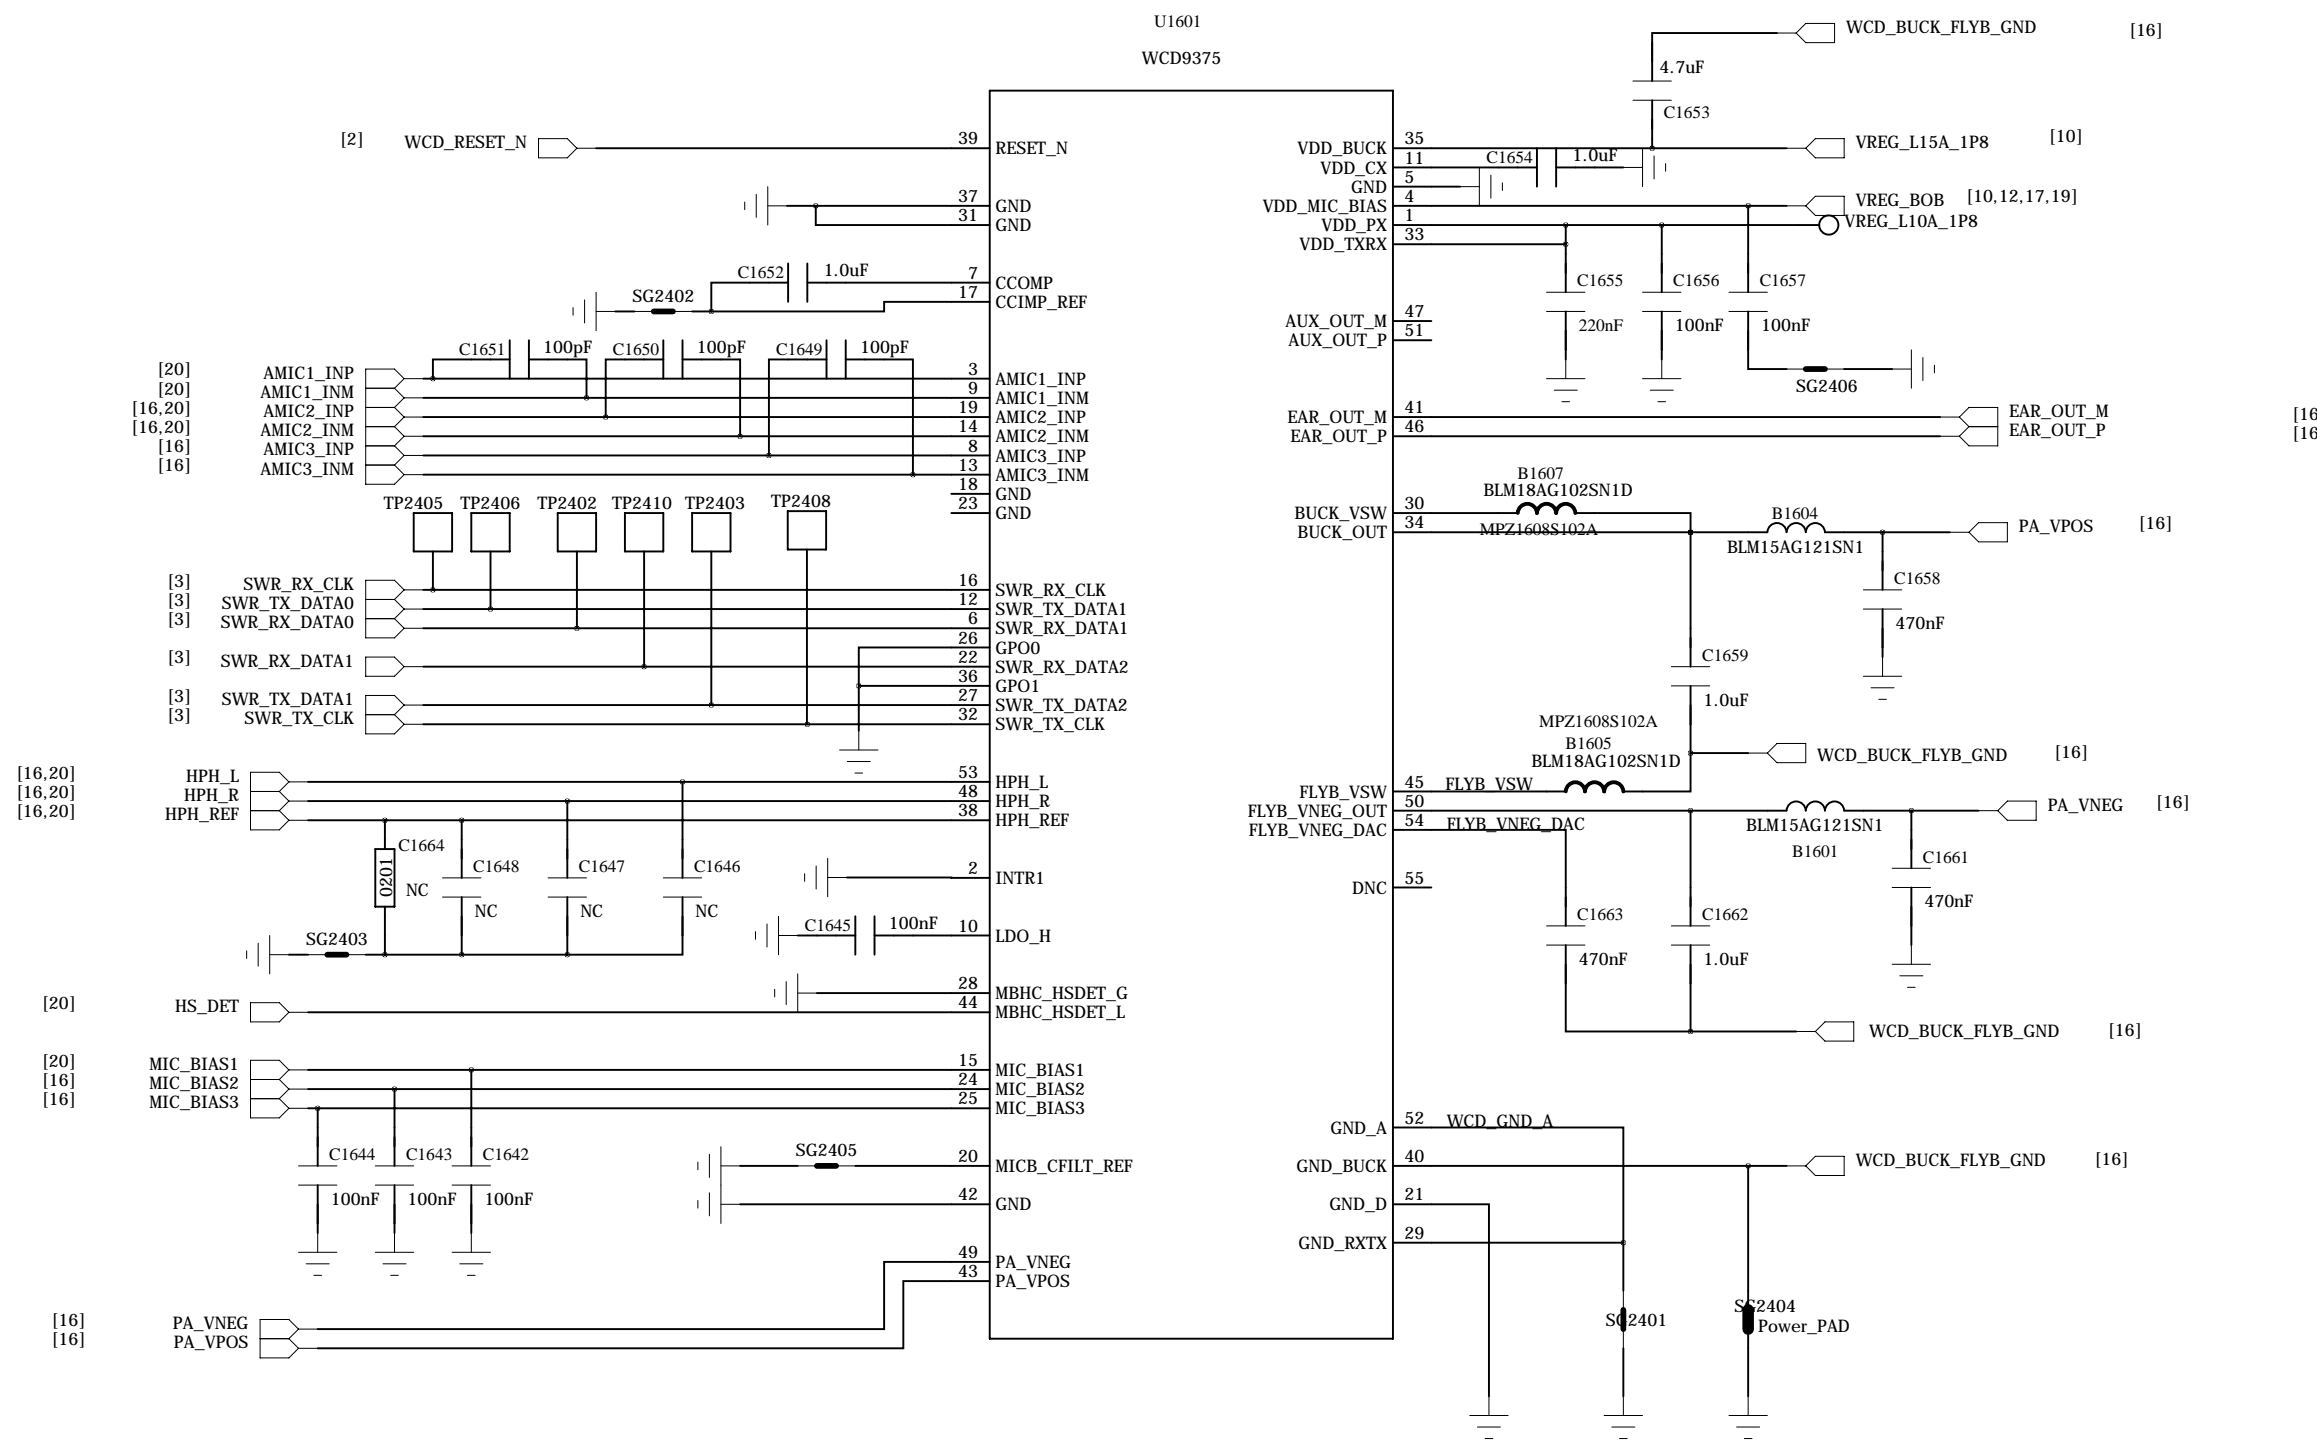 U1601
WCD9375
WCD_BUCK_FLYB_GND [16]
4.7uF
C1653
[2] WCD_RESET_N 39 RESET_N
VDD_BUCK 35 VREG_L15A_1P8 [10]
VDD_CX 11 C1654 1.0uF
GND 5
VDD_MIC_BIAS 4 VREG_BOB [10,12,17,19]
VDD_PX 1 VREG_L10A_1P8
VDD_TXRX 33
37 GND
31 GND
C1652 1.0uF 7 CCOMP
SG2402 17 CCIMP_REF
C1655 C1656 C1657
220nF 100nF 100nF
SG2406
AUX_OUT_M 47
AUX_OUT_P 51
C1651 100pF C1650 100pF C1649 100pF
[20] AMIC1_INP 3 AMIC1_INP
[20] AMIC1_INM 9 AMIC1_INM
[16,20] AMIC2_INP 19 AMIC2_INP
[16,20] AMIC2_INM 14 AMIC2_INM
[16] AMIC3_INP 8 AMIC3_INP
[16] AMIC3_INM 13 AMIC3_INM
18 GND
23 GND
EAR_OUT_M 41 EAR_OUT_M [16
EAR_OUT_P 46 EAR_OUT_P [16
TP2405 TP2406 TP2402 TP2410 TP2403 TP2408
B1607
BLM18AG102SN1D
BUCK_VSW 30
BUCK_OUT 34
MPZ1608S102A
B1604
BLM15AG121SN1
PA_VPOS [16]
C1658
470nF
[3] SWR_RX_CLK 16 SWR_RX_CLK
[3] SWR_TX_DATA0 12 SWR_TX_DATA1
[3] SWR_RX_DATA0 6 SWR_RX_DATA1
26 GPO0
[3] SWR_RX_DATA1 22 SWR_RX_DATA2
36 GPO1
[3] SWR_TX_DATA1 27 SWR_TX_DATA2
[3] SWR_TX_CLK 32 SWR_TX_CLK
C1659
1.0uF
MPZ1608S102A
B1605
BLM18AG102SN1D
WCD_BUCK_FLYB_GND [16]
[16,20] HPH_L 53 HPH_L
[16,20] HPH_R 48 HPH_R
[16,20] HPH_REF 38 HPH_REF
FLYB_VSW 45 FLYB_VSW
FLYB_VNEG_OUT 50 PA_VNEG [16]
FLYB_VNEG_DAC 54 FLYB_VNEG_DAC
BLM15AG121SN1
B1601
C1661
470nF
C1664 0201 NC
C1648 C1647 C1646
NC NC NC
SG2403
2 INTR1
DNC 55
C1645 100nF 10 LDO_H
C1663 C1662
470nF 1.0uF
28 MBHC_HSDET_G
[20] HS_DET 44 MBHC_HSDET_L
WCD_BUCK_FLYB_GND [16]
[20] MIC_BIAS1 15 MIC_BIAS1
[16] MIC_BIAS2 24 MIC_BIAS2
[16] MIC_BIAS3 25 MIC_BIAS3
C1644 C1643 C1642
100nF 100nF 100nF
SG2405 20 MICB_CFILT_REF
42 GND
GND_A 52 WCD_GND_A
GND_BUCK 40 WCD_BUCK_FLYB_GND [16]
GND_D 21
GND_RXTX 29
49 PA_VNEG
43 PA_VPOS
[16] PA_VNEG
[16] PA_VPOS
SG2401
SG2404
Power_PAD